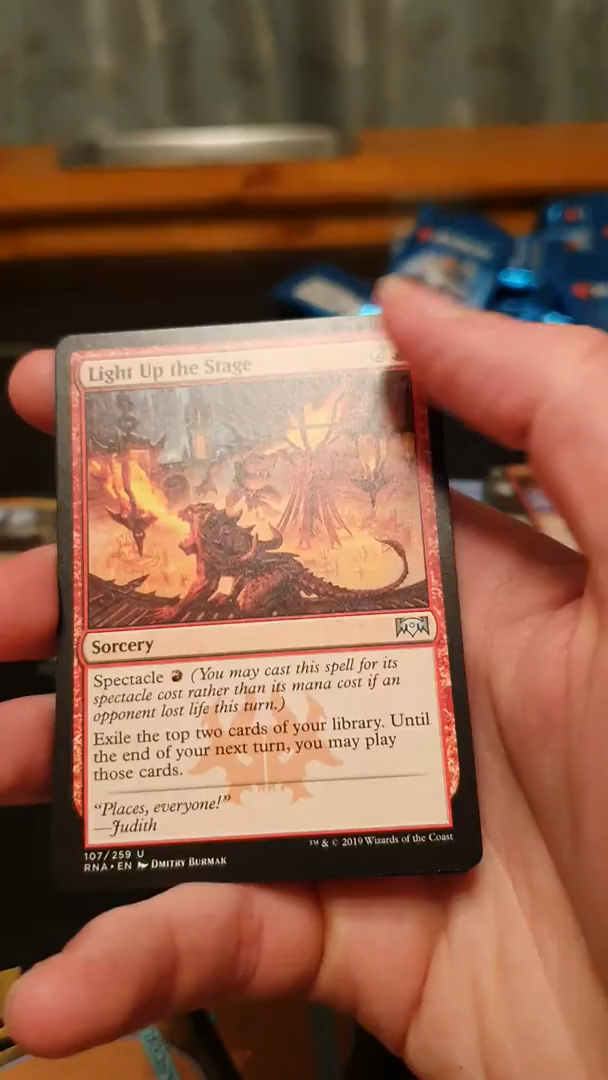 Light Up the Stage
Sorcery
Spectacle (You may cast this spell for its
spectacle cost rather than its mana cost if an
opponent lost life this turn.)
Exile the top two cards of your library. Until
the end of your next turn, you may play
those cards.
“Places, everyone!”
—Judith
107/259 U
RNA • EN DMITRY BURMAK
™ & © 2019 Wizards of the Coast